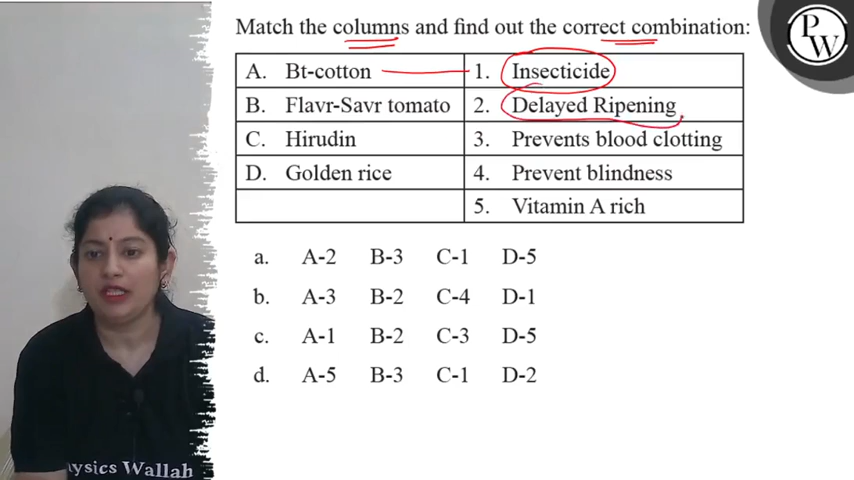 Match the columns and find out the correct combination:
A. Bt-cotton 1. Insecticide
B. Flavr-Savr tomato 2. Delayed Ripening
C. Hirudin 3. Prevents blood clotting
D. Golden rice 4. Prevent blindness
5. Vitamin A rich
a. A-2 B-3 C-1 D-5
b. A-3 B-2 C-4 D-1
c. A-1 B-2 C-3 D-5
d. A-5 B-3 C-1 D-2
P
W
ysics Wallah